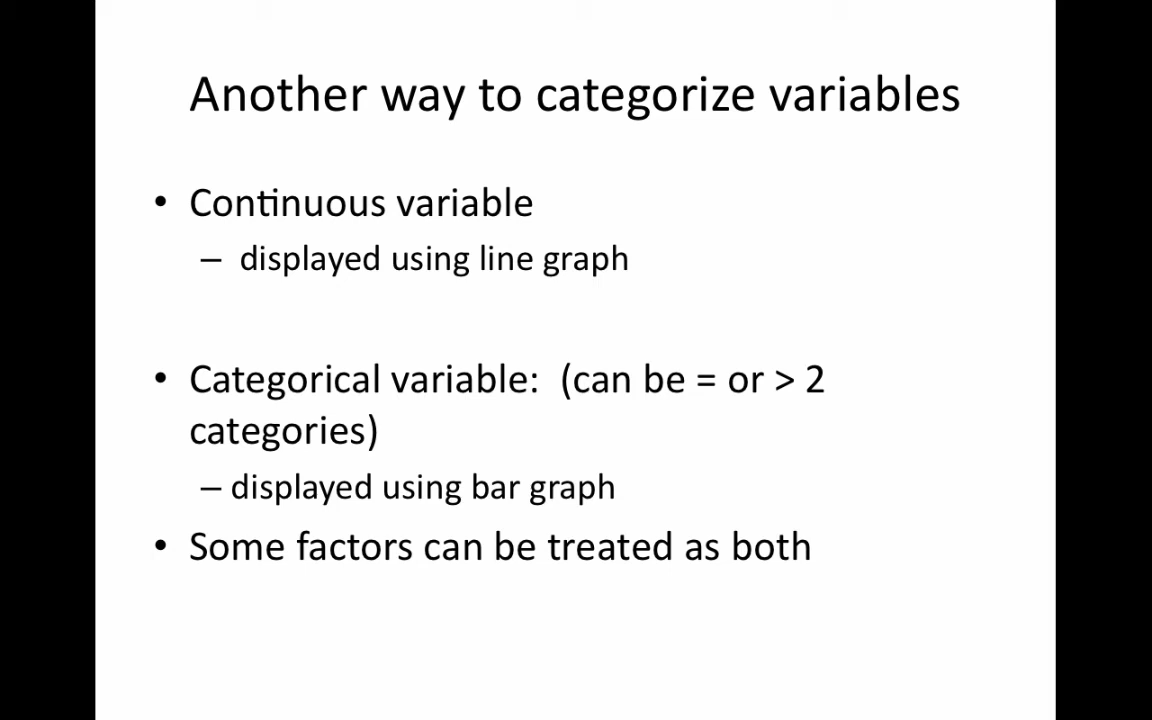 Another way to categorize variables
• Continuous variable
– displayed using line graph
• Categorical variable: (can be = or > 2
categories)
– displayed using bar graph
• Some factors can be treated as both